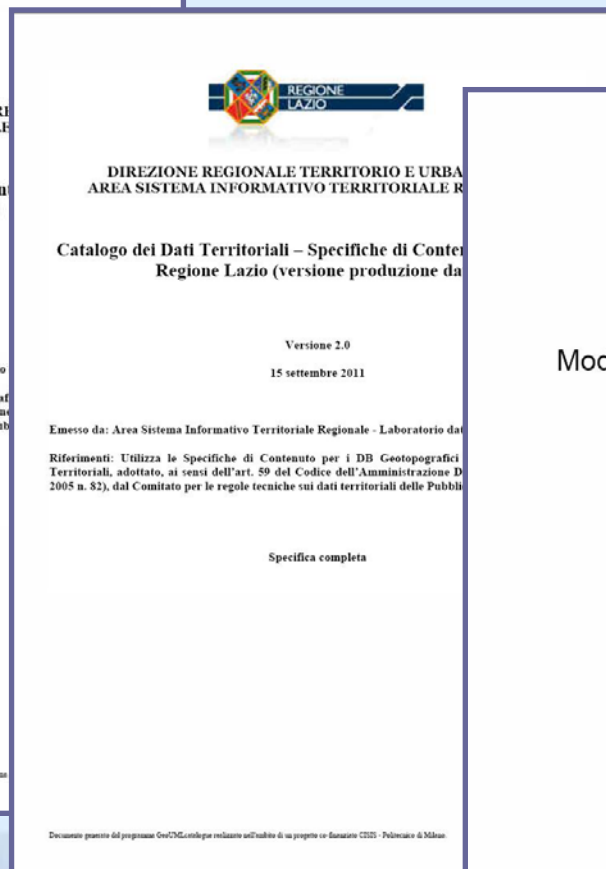 REGIONE
LAZIO
DIREZIONE REGIONALE TERRITORIO E URBA
AREA SISTEMA INFORMATIVO TERRITORIALE R
Catalogo dei Dati Territoriali – Specifiche di Conten
Regione Lazio (versione produzione da
Versione 2.0
15 settembre 2011
Emesso da: Area Sistema Informativo Territoriale Regionale - Laboratorio dat
Riferimenti: Utilizza le Specifiche di Contenuto per i DB Geotopografici
Territoriali, adottato, ai sensi dell'art. 59 del Codice dell'Amministrazione D
2005 n. 82), dal Comitato per le regole tecniche sui dati territoriali delle Pubbli
Specifica completa
Documento generato dal programma GeoUMLcatalogue realizzato nell'ambito di un progetto co-finanziato CISIS - Politecnico di Milano.
Mod